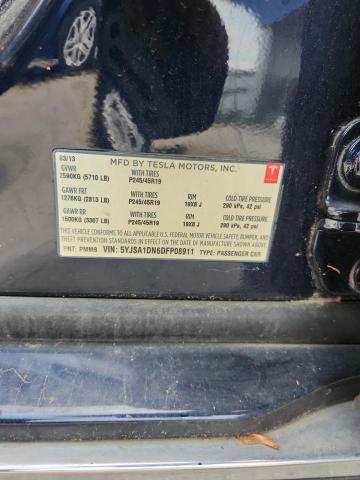 MFD BY TESLA MOTORS, INC.
03/13
GVWR WITH TIRES
2590KG (5710 LB) P245/45R19
GAWR FRT WITH TIRES RIM COLD TIRE PRESSURE
1276KG (2813 LB) P245/45R19 19X8 J 290 kPa, 42 psi
GAWR RR WITH TIRES RIM COLD TIRE PRESSURE
1500KG (3307 LB) P245/45R19 19X8 J 290 kPa, 42 psi
THIS VEHICLE CONFORMS TO ALL APPLICABLE U.S. FEDERAL MOTOR VEHICLE SAFETY, BUMPER, AND
THEFT PREVENTION STANDARDS IN EFFECT ON THE DATE OF MANUFACTURE SHOWN ABOVE.
PNT: PMMB VIN: 5YJSA1DN6DFP08911 TYPE: PASSENGER CAR
TESLA